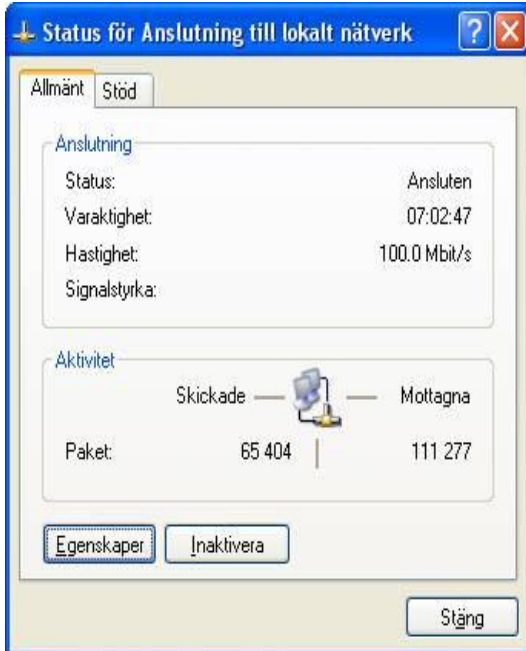 Status för Anslutning till lokalt nätverk
Allmänt Stöd
Anslutning
Status: Ansluten
Varaktighet: 07:02:47
Hastighet: 100.0 Mbit/s
Signalstyrka:
Aktivitet
Skickade Mottagna
Paket: 65 404 111 277
Egenskaper Inaktivera
Stäng